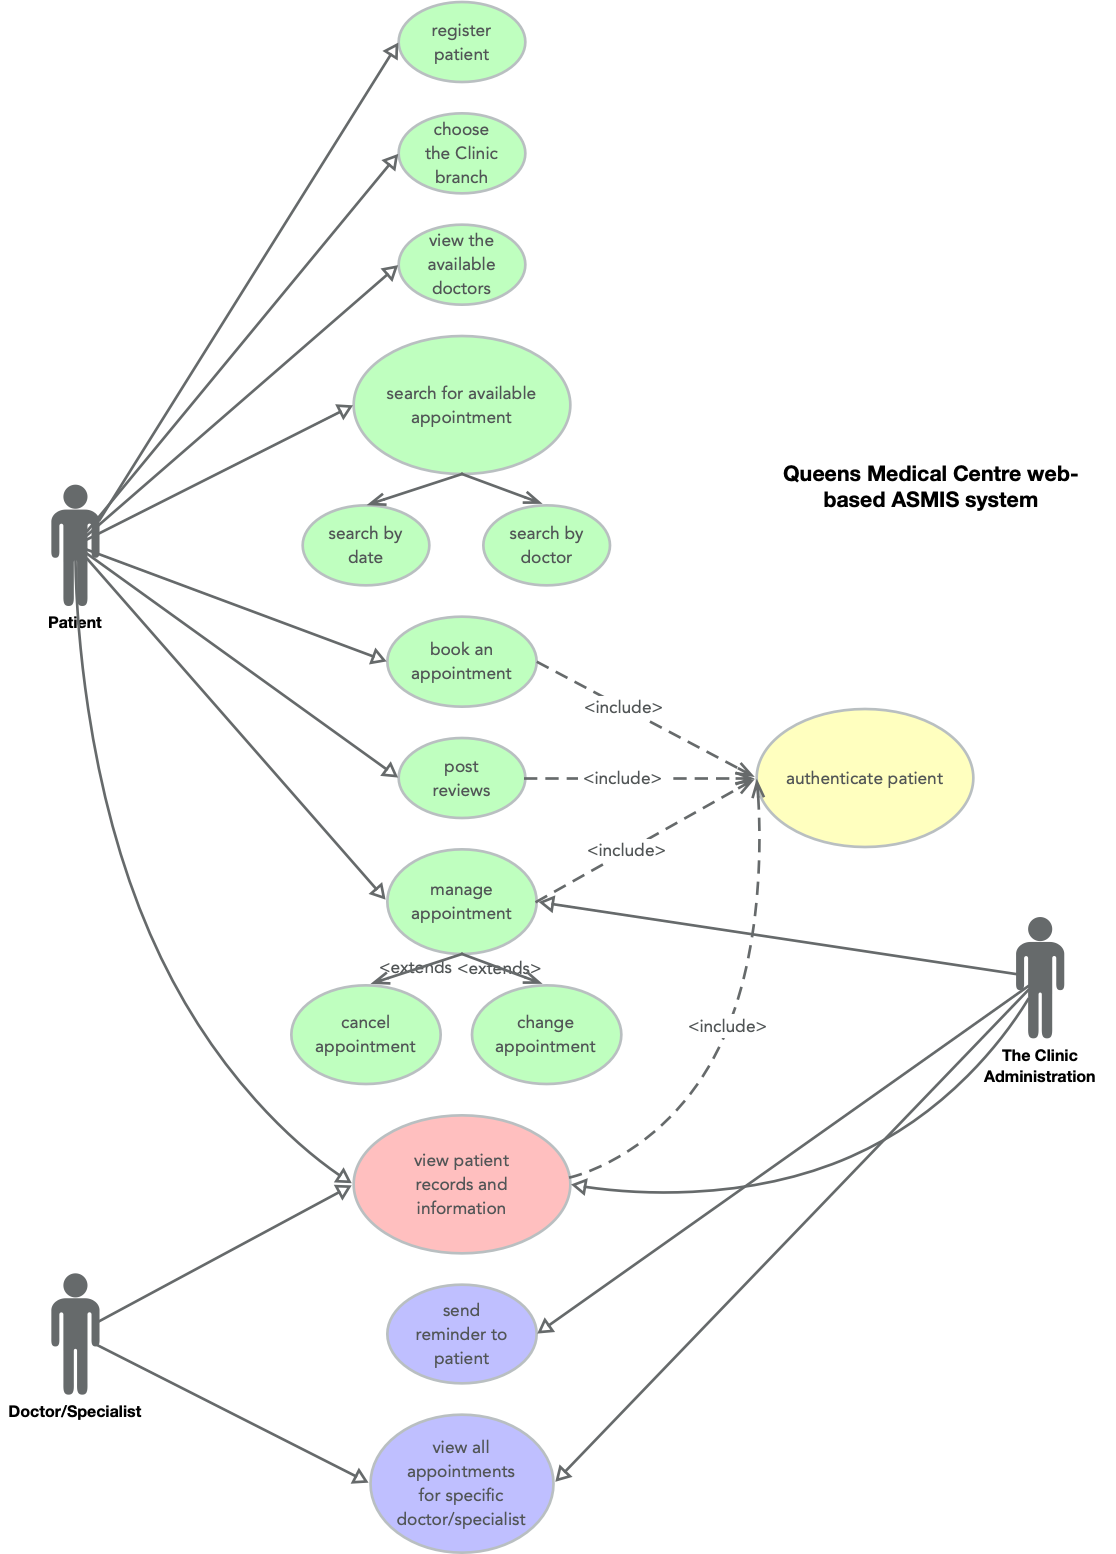 register
patient
choose
the Clinic
branch
view the
available
doctors
search for available
appointment
Queens Medical Centre web-
based ASMIS system
search by
date
search by
doctor
Patient
book an
appointment
<include>
post
reviews
<include>
authenticate patient
<include>
manage
appointment
<extends
<extends>
cancel
appointment
change
appointment
<include>
The Clinic
Administration
view patient
records and
information
send
reminder to
patient
Doctor/Specialist
view all
appointments
for specific
doctor/specialist